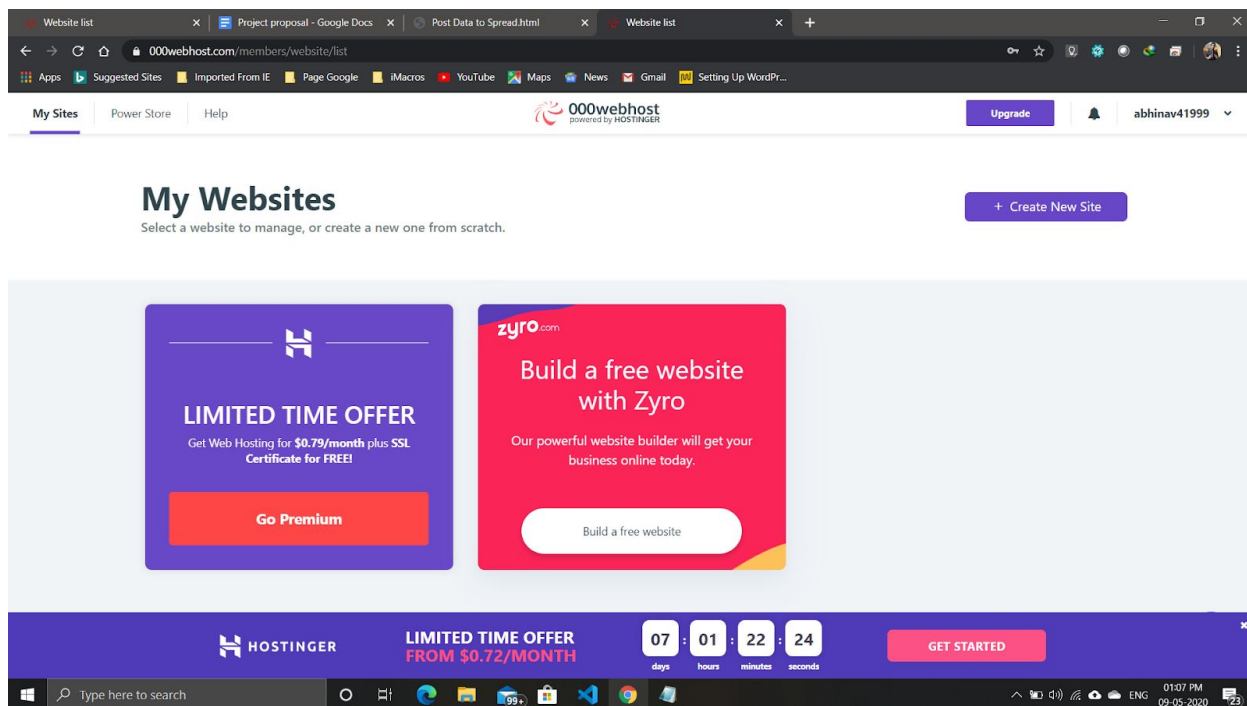 Website list
Project proposal - Google Docs
Post Data to Spread.html
Website list
000webhost.com/members/website/list
Apps
Suggested Sites
Imported From IE
Page Google
iMacros
YouTube
Maps
News
Gmail
Setting Up WordPr...
My Sites
Power Store
Help
000webhost
powered by HOSTINGER
Upgrade
abhinav41999
My Websites
Select a website to manage, or create a new one from scratch.
+ Create New Site
LIMITED TIME OFFER
Get Web Hosting for $0.79/month plus SSL
Certificate for FREE!
Go Premium
zyro.com
Build a free website
with Zyro
Our powerful website builder will get your
business online today.
Build a free website
HOSTINGER
LIMITED TIME OFFER
FROM $0.72/MONTH
07 : 01 : 22 : 24
days hours minutes seconds
GET STARTED
Type here to search
99+
ENG
01:07 PM
09-05-2020
23